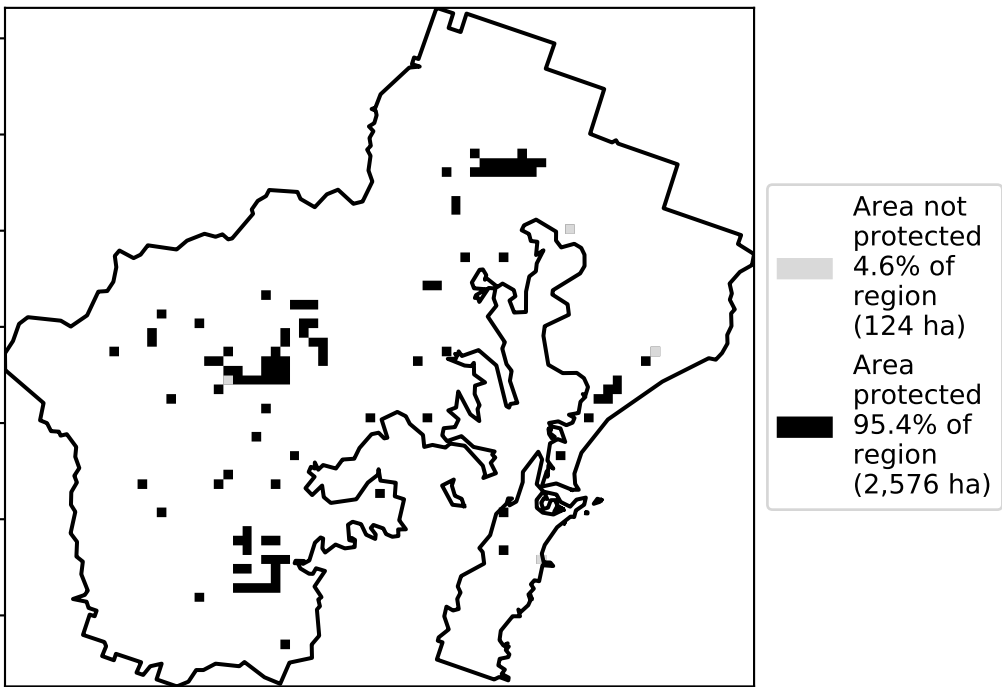 Area not
protected
4.6% of
region
(124 ha)
Area
protected
95.4% of
region
(2,576 ha)